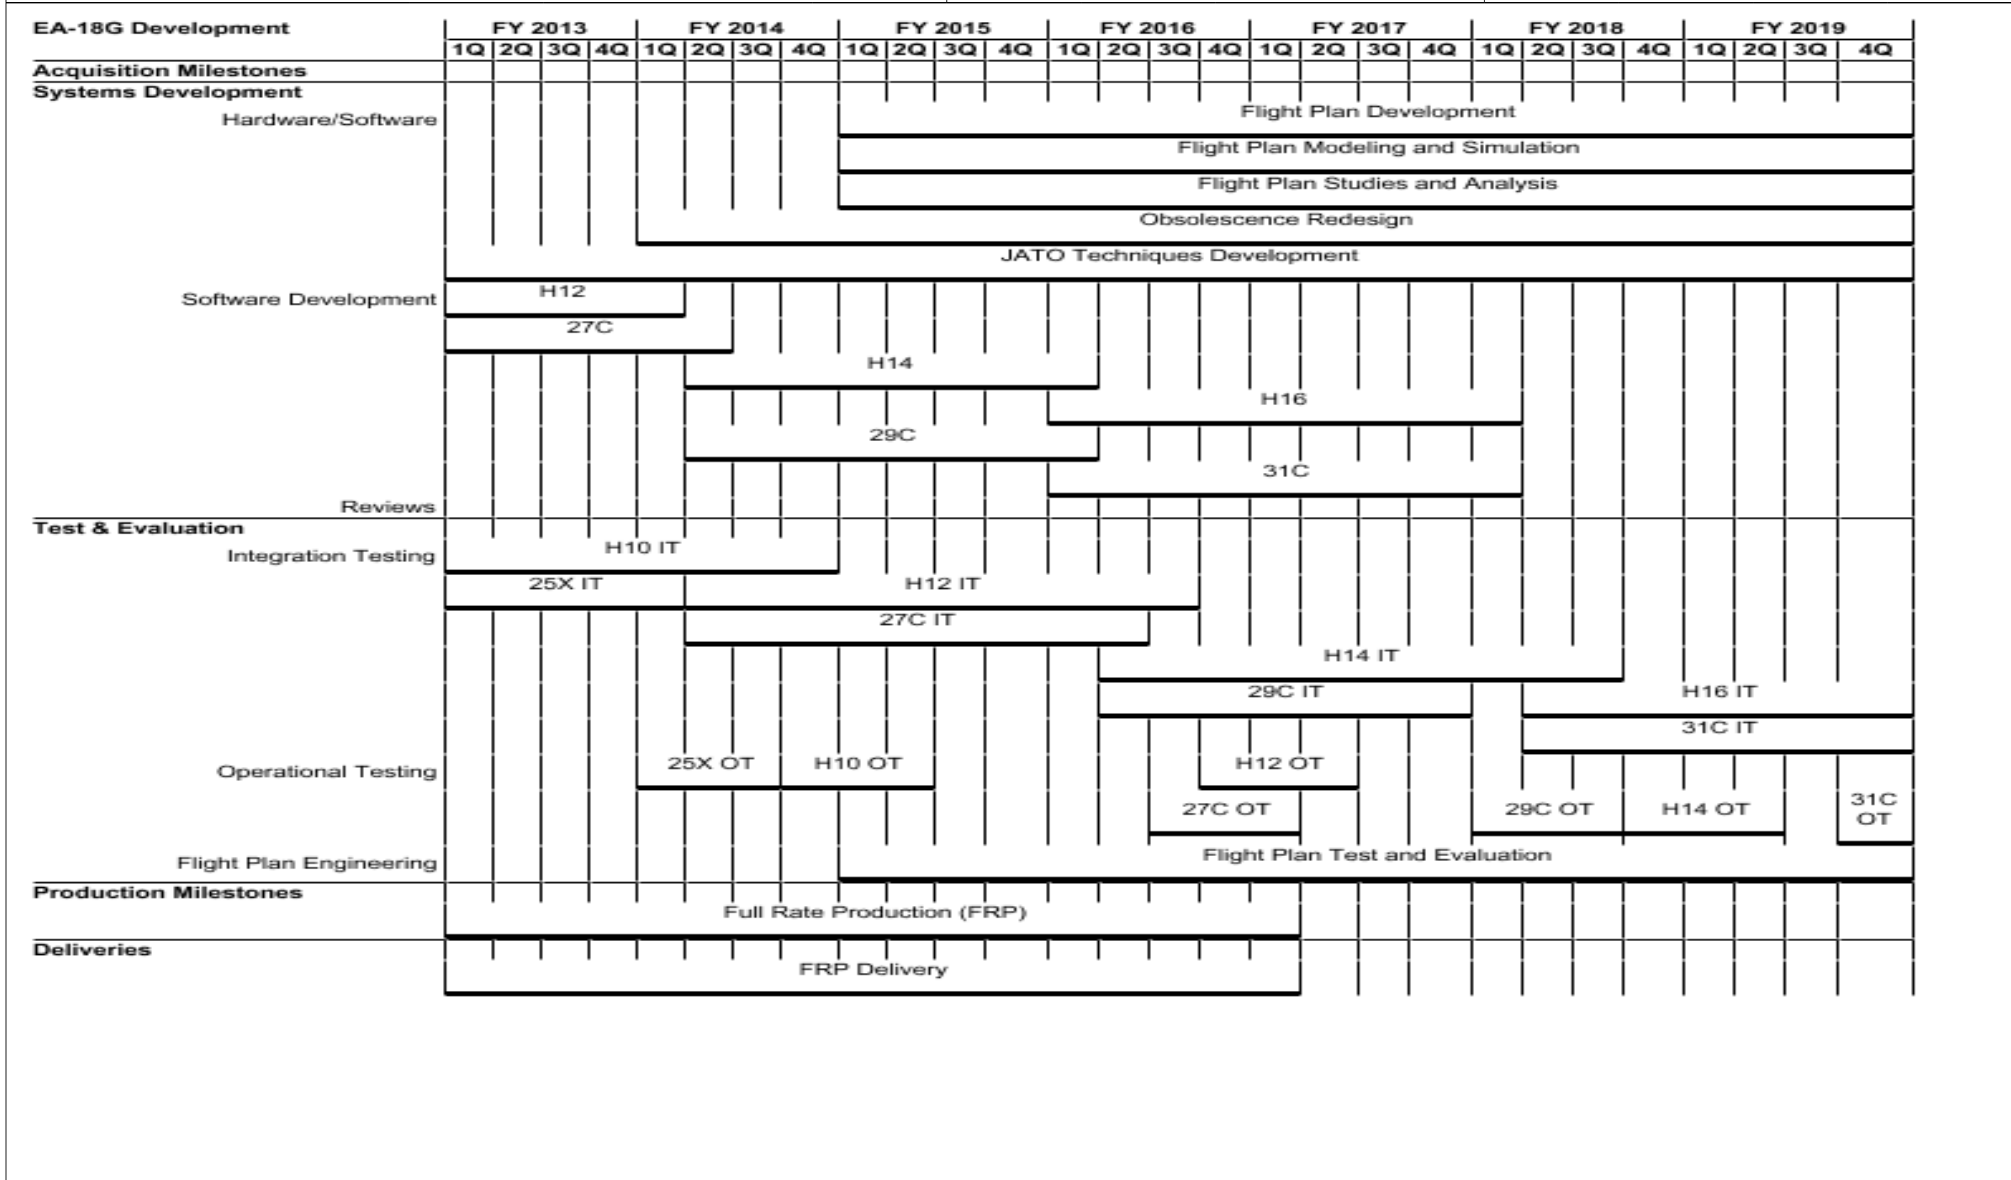 EA-18G Development FY 2013 FY 2014 FY 2015 FY 2016 FY 2017 FY 2018 FY 2019
1Q 2Q 3Q 4Q 1Q 2Q 3Q 4Q 1Q 2Q 3Q 4Q 1Q 2Q 3Q 4Q 1Q 2Q 3Q 4Q 1Q 2Q 3Q 4Q 1Q 2Q 3Q 4Q
Acquisition Milestones
Systems Development
Hardware/Software Flight Plan Development
Flight Plan Modeling and Simulation
Flight Plan Studies and Analysis
Obsolescence Redesign
JATO Techniques Development
Software Development H12
27C
H14
H16
29C
31C
Reviews
Test & Evaluation
Integration Testing H10 IT
25X IT H12 IT
27C IT
H14 IT
29C IT H16 IT
31C IT
Operational Testing 25X OT H10 OT H12 OT
27C OT 29C OT H14 OT 31C
OT
Flight Plan Engineering Flight Plan Test and Evaluation
Production Milestones
Full Rate Production (FRP)
Deliveries
FRP Delivery